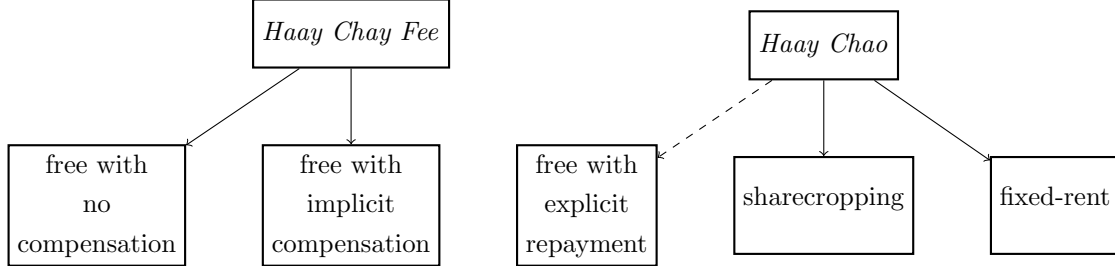 Haay Chay Fee
Haay Chao
free with
no
compensation
free with
implicit
compensation
free with
explicit
repayment
sharecropping
fixed-rent